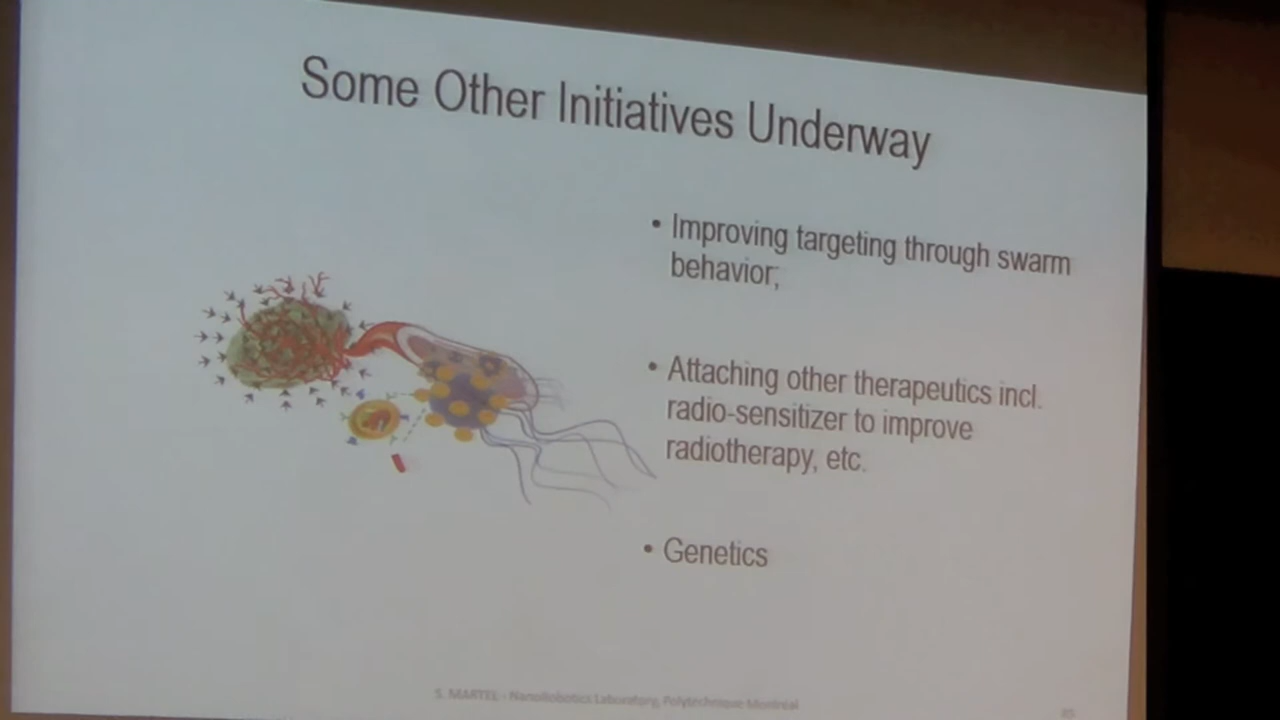 Some Other Initiatives Underway
• Improving targeting through swarm
behavior;
• Attaching other therapeutics incl.
radio-sensitizer to improve
radiotherapy, etc.
• Genetics
S. MARTEL - NanoRobotics Laboratory, Polytechnique Montréal